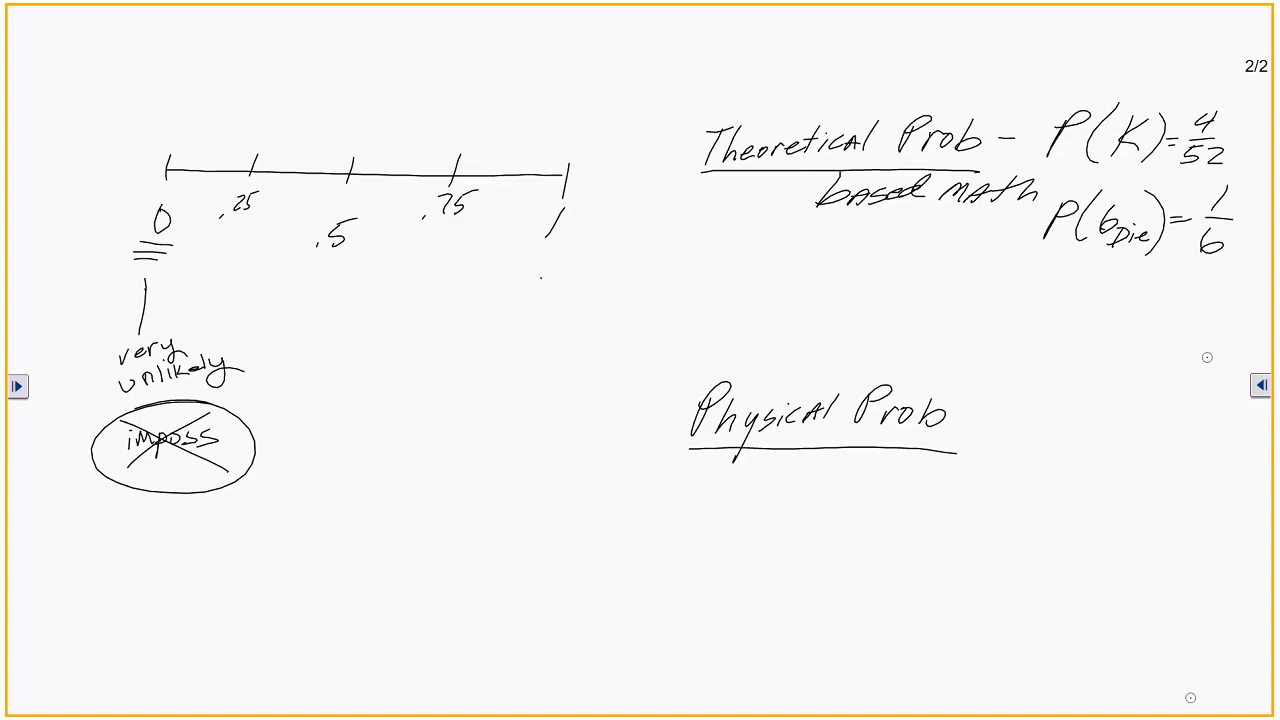 2/2
0 .25 .5 .75 1
very
unlikely
imposs
Theoretical Prob - P(K)=4/52
based math
P(6Die)=1/6
Physical Prob